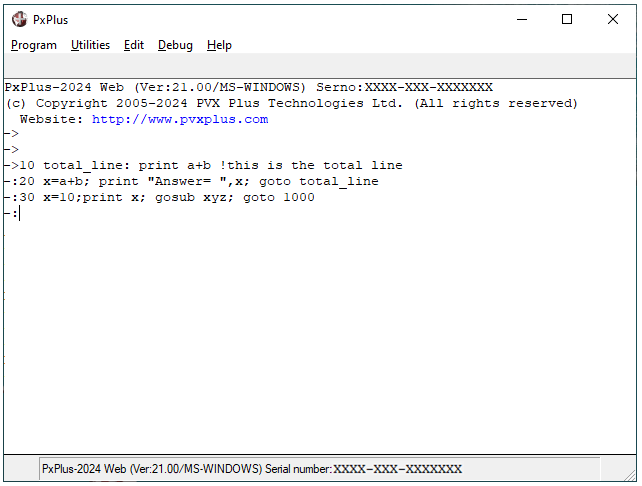 PxPlus
Program Utilities Edit Debug Help
PxPlus-2024 Web (Ver:21.00/MS-WINDOWS) Serno:XXXX-XXX-XXXXXXX
(c) Copyright 2005-2024 PVX Plus Technologies Ltd. (All rights reserved)
Website: http://www.pvxplus.com
->
->
->10 total_line: print a+b !this is the total line
-:20 x=a+b; print "Answer= ",x; goto total_line
-:30 x=10;print x; gosub xyz; goto 1000
-:
PxPlus-2024 Web (Ver:21.00/MS-WINDOWS) Serial number:XXXX-XXX-XXXXXXX